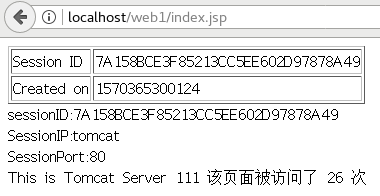 localhost/web1/index.jsp
Session ID 7A158BCE3F85213CC5EE602D97878A49
Created on 1570365300124
sessionID:7A158BCE3F85213CC5EE602D97878A49
SessionIP:tomcat
SessionPort:80
This is Tomcat Server 111 该页面被访问了 26 次